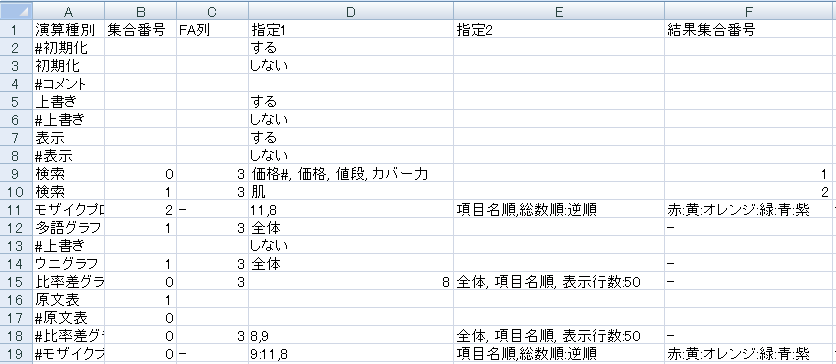 A B C D E F
1 演算種別 集合番号 FA列 指定1 指定2 結果集合番号
2 #初期化 する
3 初期化 しない
4 #コメント
5 上書き する
6 #上書き しない
7 表示 する
8 #表示 しない
9 検索 0 3 価格#, 価格, 値段, カバー力 1
10 検索 1 3 肌 2
11 モザイクプロ 2 - 11,8 項目名順,総数順:逆順 赤:黄:オレンジ:緑:青:紫
12 多語グラフ 1 3 全体 -
13 #上書き しない
14 ウニグラフ 1 3 全体 -
15 比率差グラ 0 3 8 全体, 項目名順, 表示行数:50 -
16 原文表 1
17 #原文表 0
18 #比率差グ 0 3 8,9 全体, 項目名順, 表示行数:50 -
19 #モザイクプ 0 - 9:11,8 項目名順,総数順:逆順 赤:黄:オレンジ:緑:青:紫